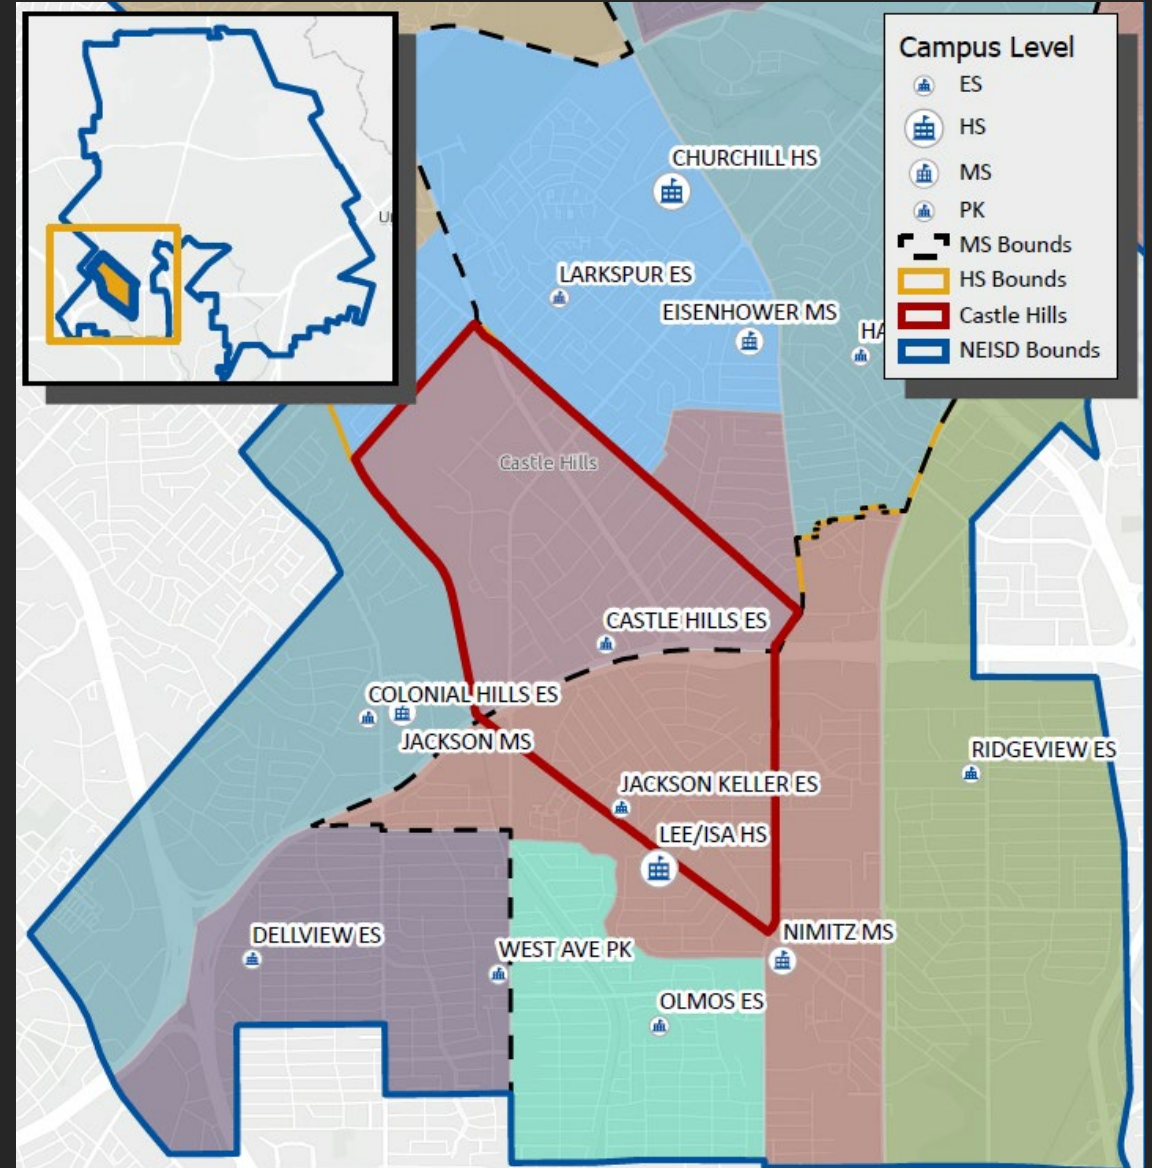 U
Campus Level
ES
HS
MS
PK
MS Bounds
HS Bounds
Castle Hills
NEISD Bounds
CHURCHILL HS
LARKSPUR ES
EISENHOWER MS
HA
Castle Hills
CASTLE HILLS ES
COLONIAL HILLS ES
JACKSON MS
RIDGEVIEW ES
JACKSON KELLER ES
LEE/ISA HS
DELLVIEW ES
WEST AVE PK
NIMITZ MS
OLMOS ES